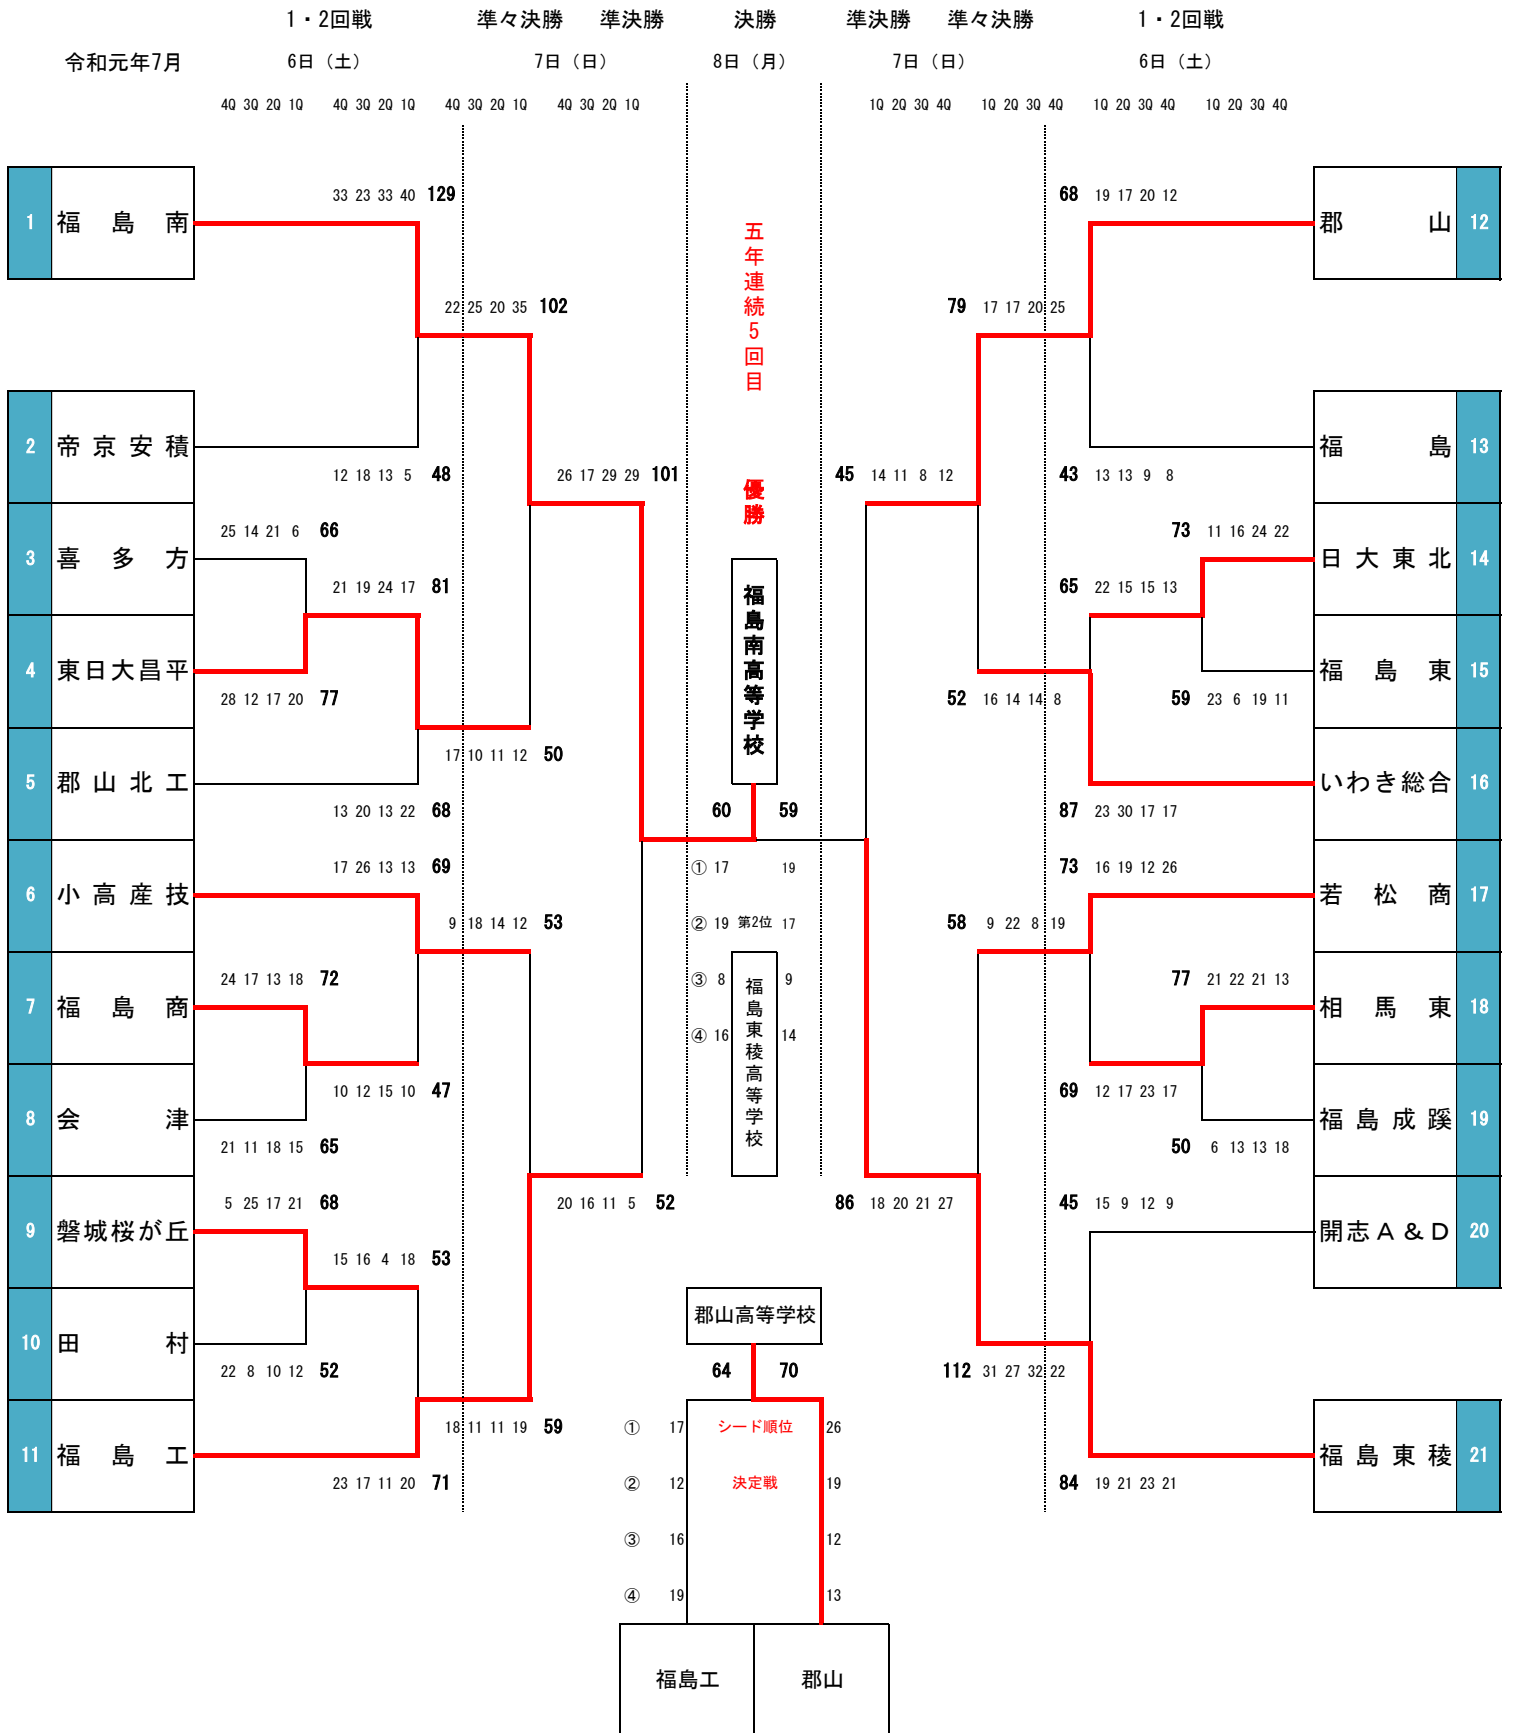 1・2回戦 準々決勝 準決勝 決勝 準決勝 準々決勝 1・2回戦
令和元年7月 6日（土） 7日（日） 8日（月） 7日（日） 6日（土）
4Q 3Q 2Q 1Q 4Q 3Q 2Q 1Q 4Q 3Q 2Q 1Q 4Q 3Q 2Q 1Q 1Q 2Q 3Q 4Q 1Q 2Q 3Q 4Q 1Q 2Q 3Q 4Q 1Q 2Q 3Q 4Q
33 23 33 40 129 68 19 17 20 12
1 福島南 郡山 12
五年連続5回目
22 25 20 35 102 79 17 17 20 25
2 帝京安積 福島 13
12 18 13 5 48 26 17 29 29 101 優勝 45 14 11 8 12 43 13 13 9 8
25 14 21 6 66 73 11 16 24 22
3 喜多方 日大東北 14
21 19 24 17 81 福島南高等学校 65 22 15 15 13
4 東日大昌平 福島東 15
28 12 17 20 77 52 16 14 14 8 59 23 6 19 11
17 10 11 12 50
5 郡山北工 いわき総合 16
13 20 13 22 68 60 59 87 23 30 17 17
17 26 13 13 69 ① 17 19 73 16 19 12 26
6 小高産技 若松商 17
9 18 14 12 53 ② 19 第2位 17 58 9 22 8 19
24 17 13 18 72 ③ 8 9 77 21 22 21 13
7 福島商 福島東稜高等学校 相馬東 18
④ 16 14
10 12 15 10 47 69 12 17 23 17
8 会津 福島成蹊 19
21 11 18 15 65 50 6 13 13 18
5 25 17 21 68 20 16 11 5 52 86 18 20 21 27 45 15 9 12 9
9 磐城桜が丘 開志A＆D 20
15 16 4 18 53
郡山高等学校
10 田村
22 8 10 12 52 64 70 112 31 27 32 22
18 11 11 19 59 ① 17 シード順位 26
11 福島工 福島東稜 21
23 17 11 20 71 ② 12 決定戦 19 84 19 21 23 21
③ 16 12
④ 19 13
福島工 郡山